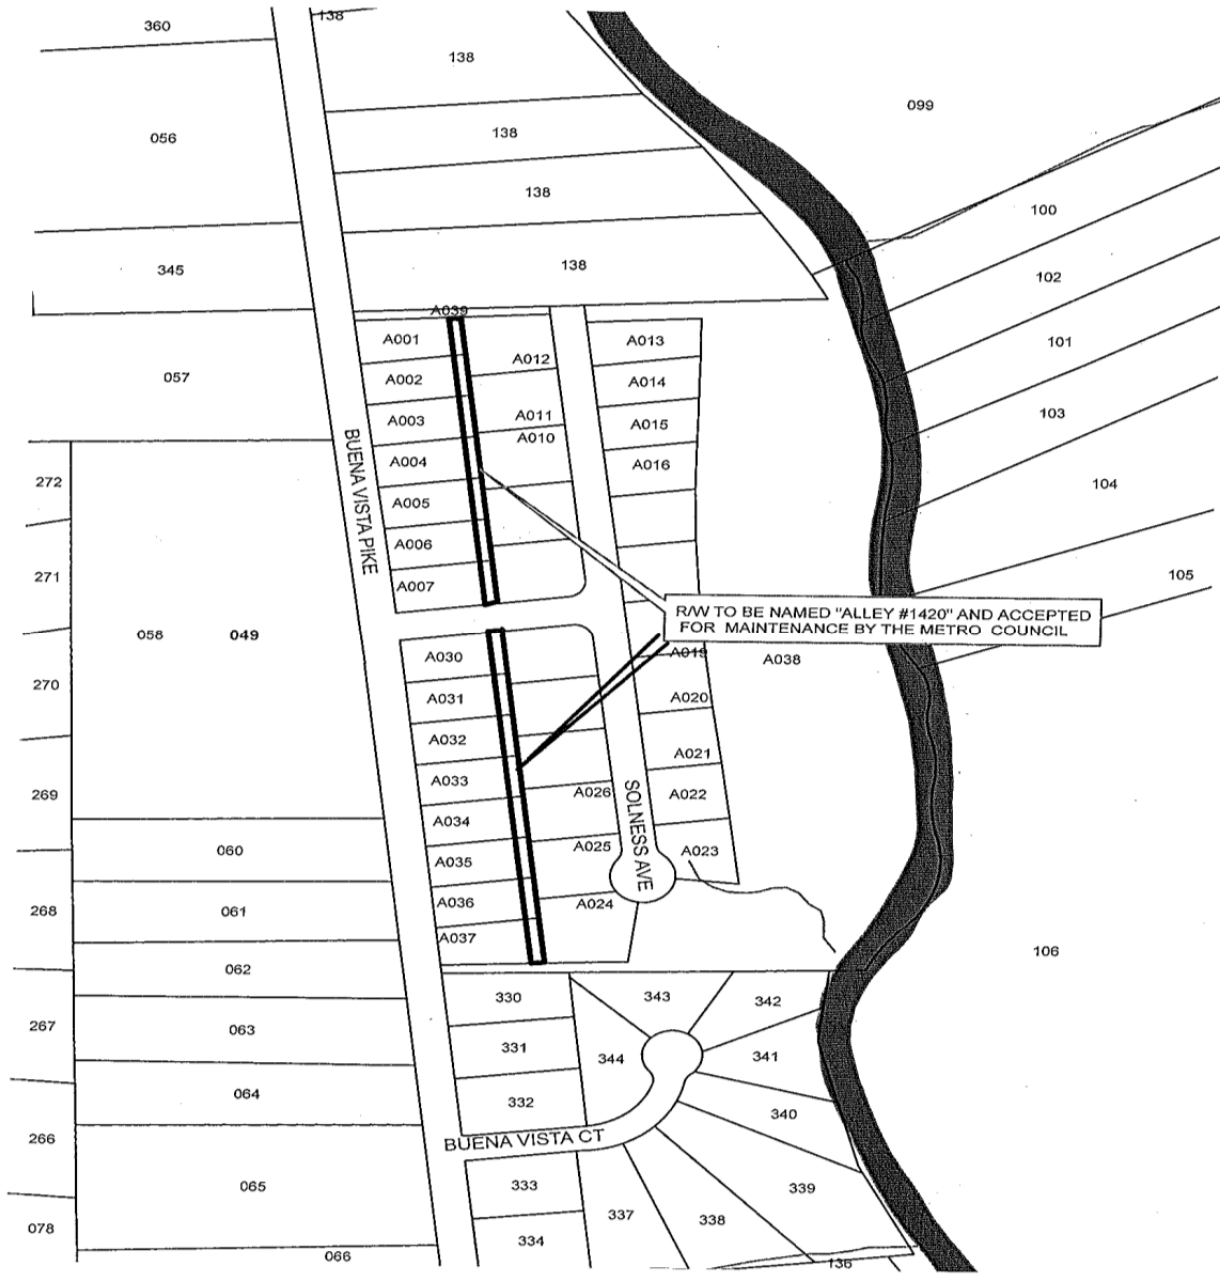 360
138
138
099
056
138
138
100
345
138
102
A039
A001
A013
101
A012
057
A002
A014
103
A003
A011
A015
A010
BUENA VISTA PIKE
A004
A016
272
104
A005
A006
271
105
A007
R/W TO BE NAMED "ALLEY #1420" AND ACCEPTED
FOR MAINTENANCE BY THE METRO COUNCIL
058
049
A030
A019
A038
270
A031
A020
A032
A021
A033
269
A026
SOLNESS AVE
A022
A034
060
A025
A023
A035
268
061
A036
A024
A037
106
062
330
343
342
267
063
331
344
341
064
332
340
266
BUENA VISTA CT
065
333
339
078
337
338
334
066
136